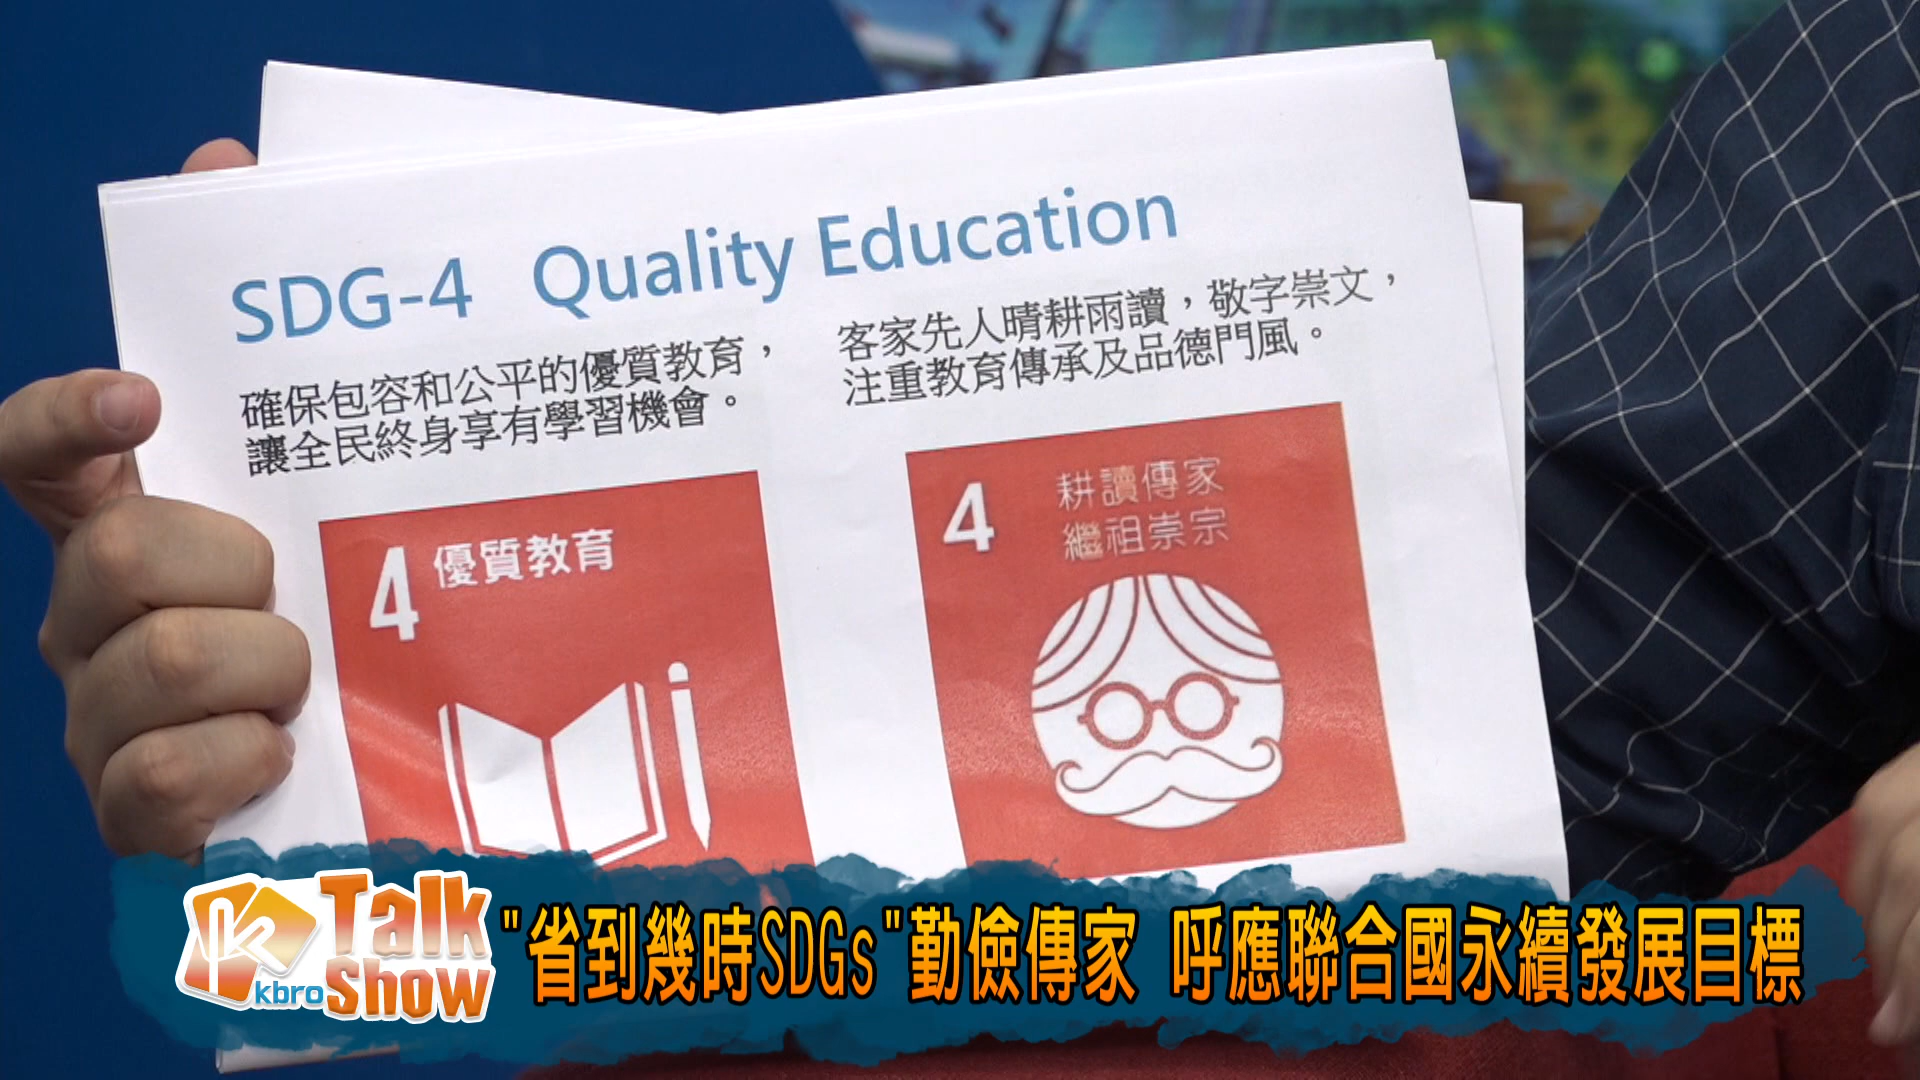 SDG-4 Quality Education
確保包容和公平的優質教育，
讓全民終身享有學習機會。
客家先人晴耕雨讀，敬字崇文，
注重教育傳承及品德門風。
4 優質教育
4 耕讀傳家
繼祖崇宗
Talk
kbro Show
"省到幾時SDGs"勤儉傳家 呼應聯合國永續發展目標